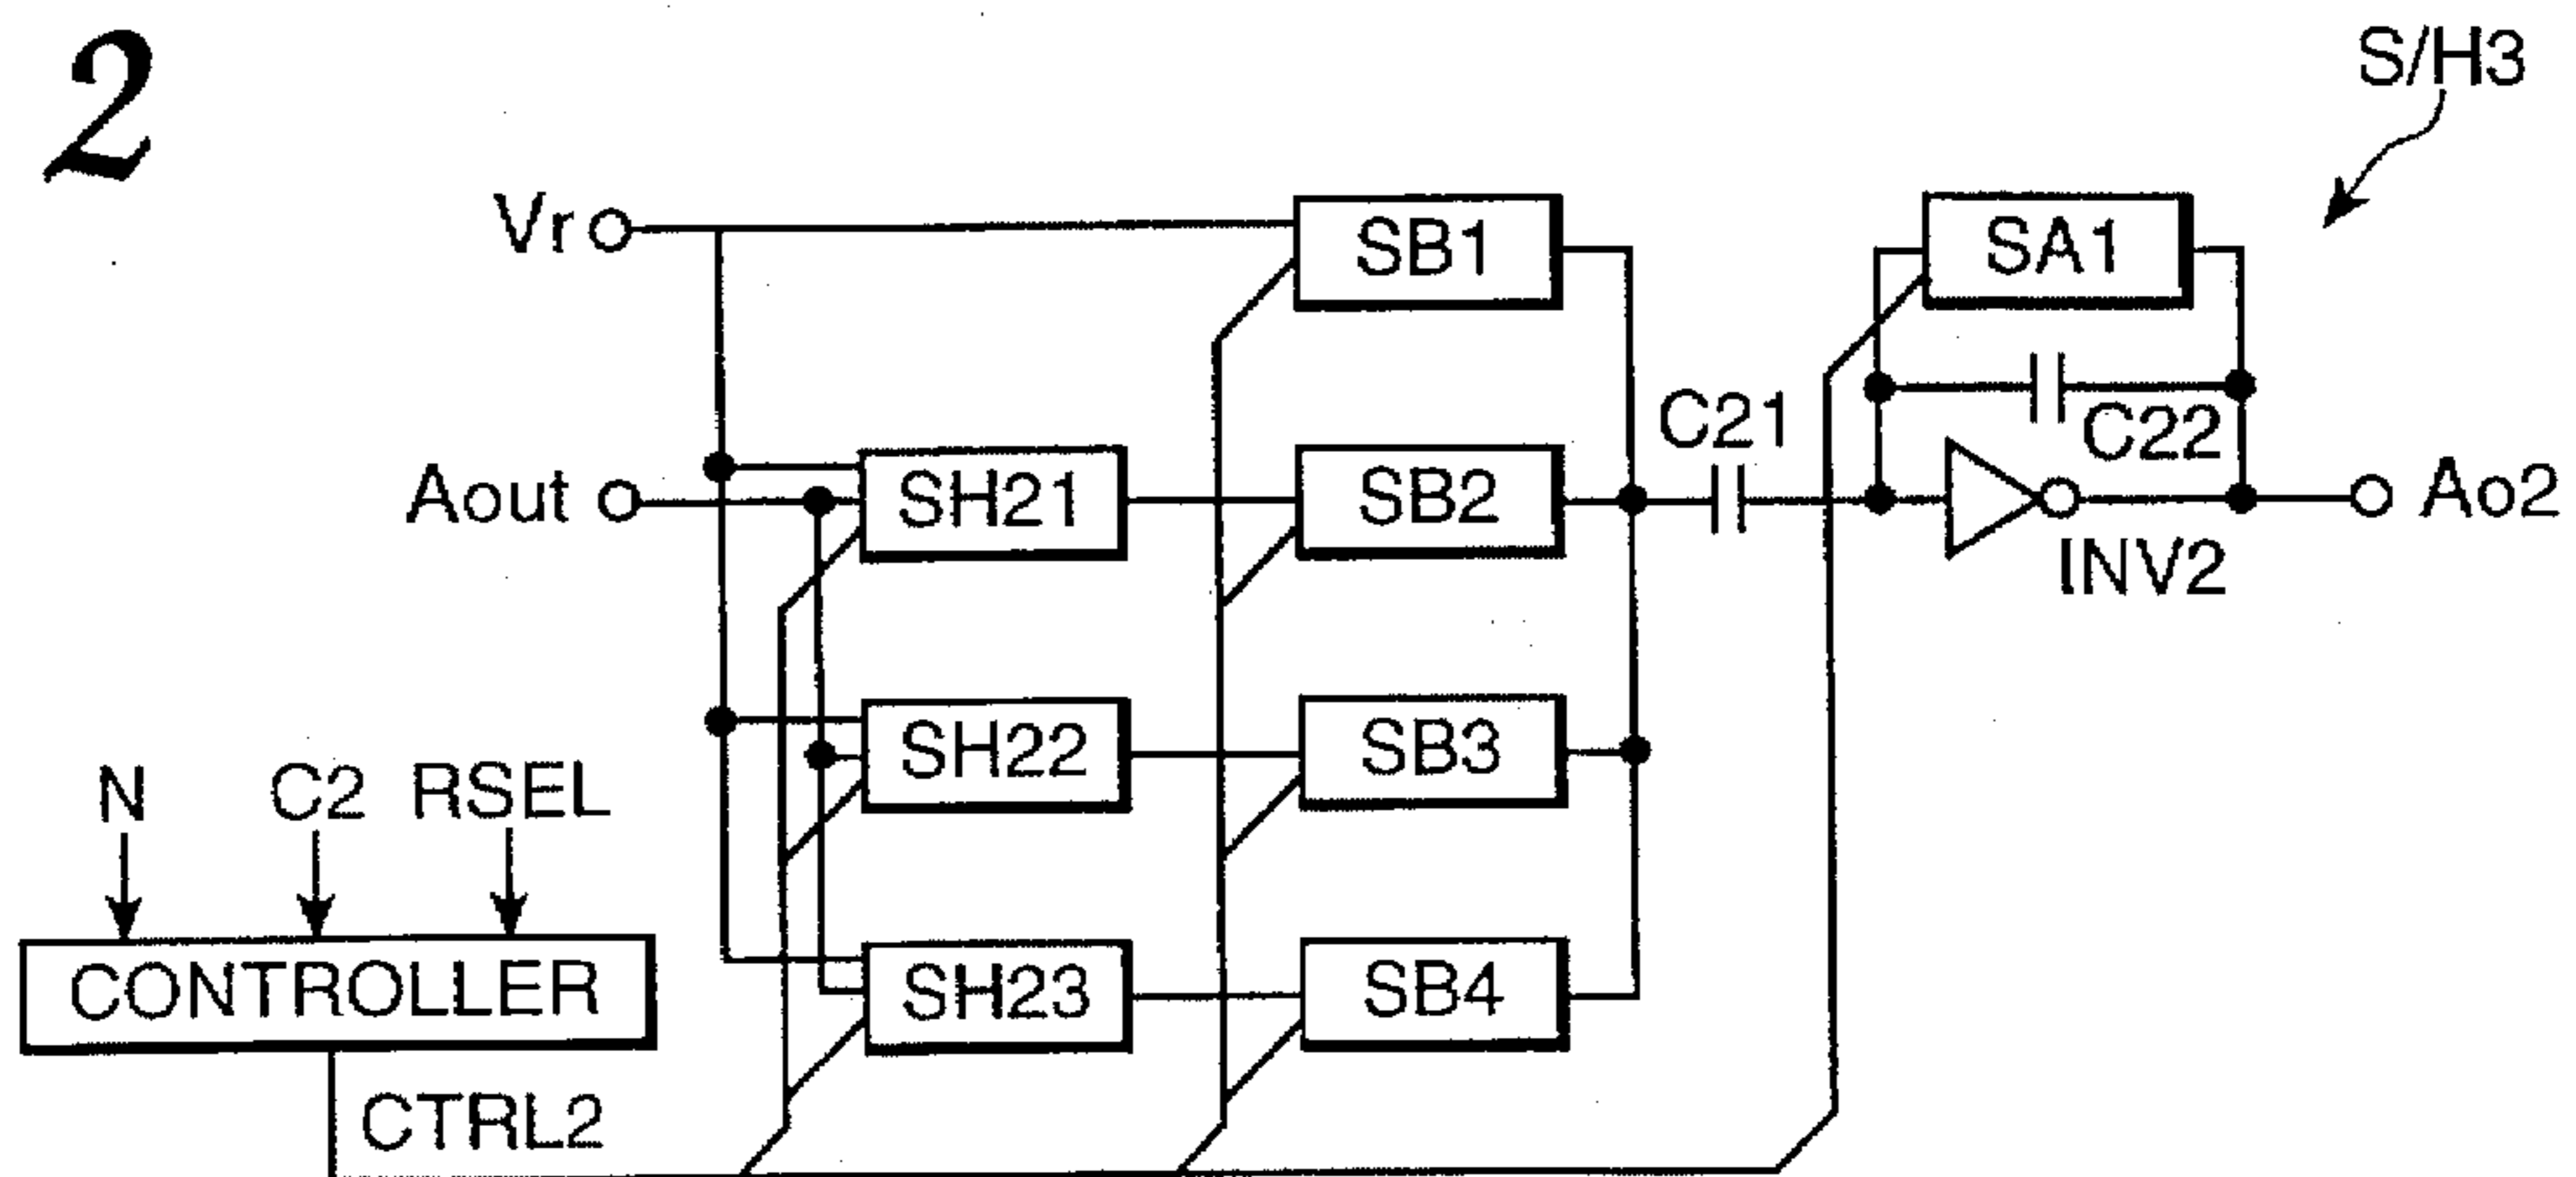 2
S/H3
Vr
SB1
SA1
C21
C22
Aout
SH21
SB2
Ao2
INV2
SH22
SB3
N
C2
RSEL
CONTROLLER
SH23
SB4
CTRL2